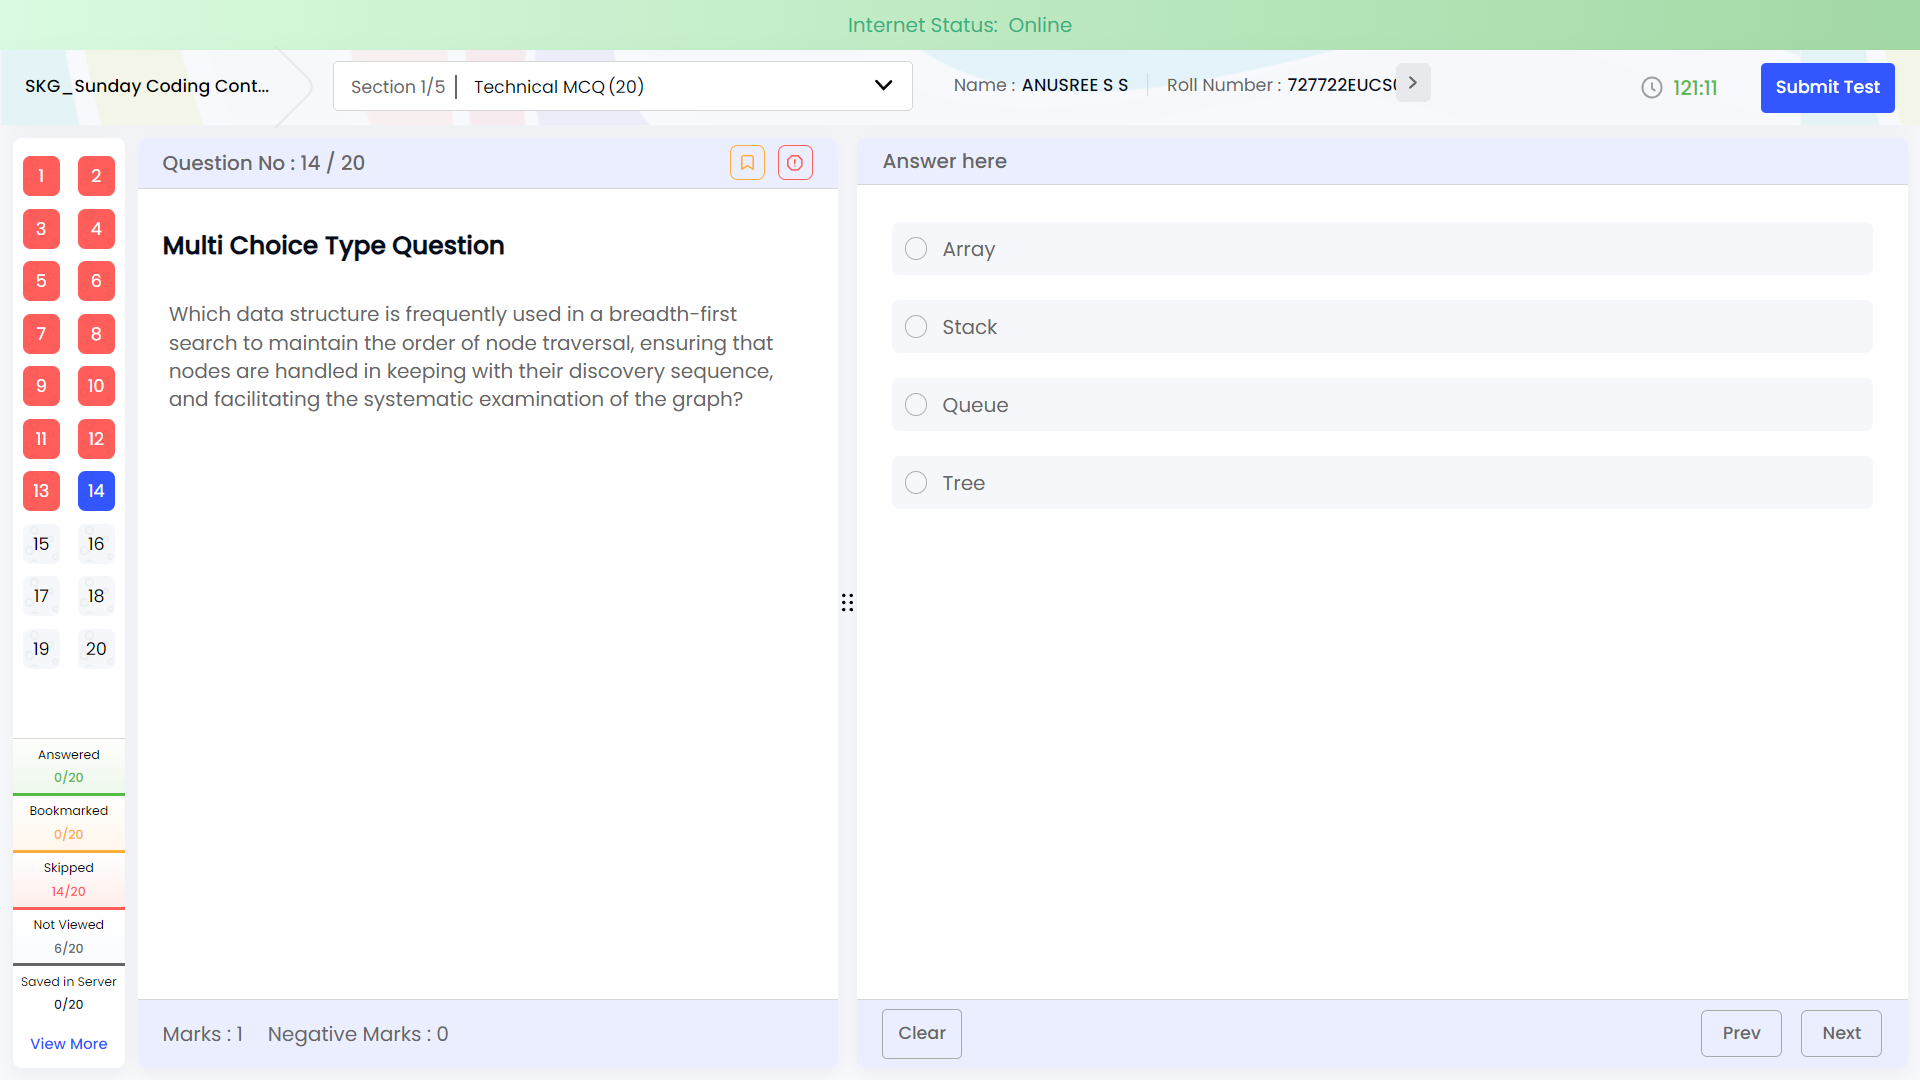 Internet Status: Online
SKG_Sunday Coding Cont...
Section 1/5 | Technical MCQ (20)
Name : ANUSREE S S
Roll Number : 727722EUCS
121:11
Submit Test
1 2
3 4
5 6
7 8
9 10
11 12
13 14
15 16
17 18
19 20
Answered
0/20
Bookmarked
0/20
Skipped
14/20
Not Viewed
6/20
Saved in Server
0/20
View More
Question No : 14 / 20
Multi Choice Type Question
Which data structure is frequently used in a breadth-first
search to maintain the order of node traversal, ensuring that
nodes are handled in keeping with their discovery sequence,
and facilitating the systematic examination of the graph?
Marks : 1 Negative Marks : 0
Answer here
Array
Stack
Queue
Tree
Clear
Prev
Next